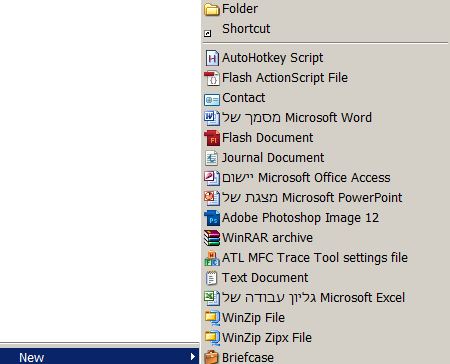 Folder
Shortcut
AutoHotkey Script
Flash ActionScript File
Contact
מסמך של Microsoft Word
Flash Document
Journal Document
יישום Microsoft Office Access
מצגת של Microsoft PowerPoint
Adobe Photoshop Image 12
WinRAR archive
ATL MFC Trace Tool settings file
Text Document
גליון עבודה של Microsoft Excel
WinZip File
WinZip Zipx File
Briefcase
New